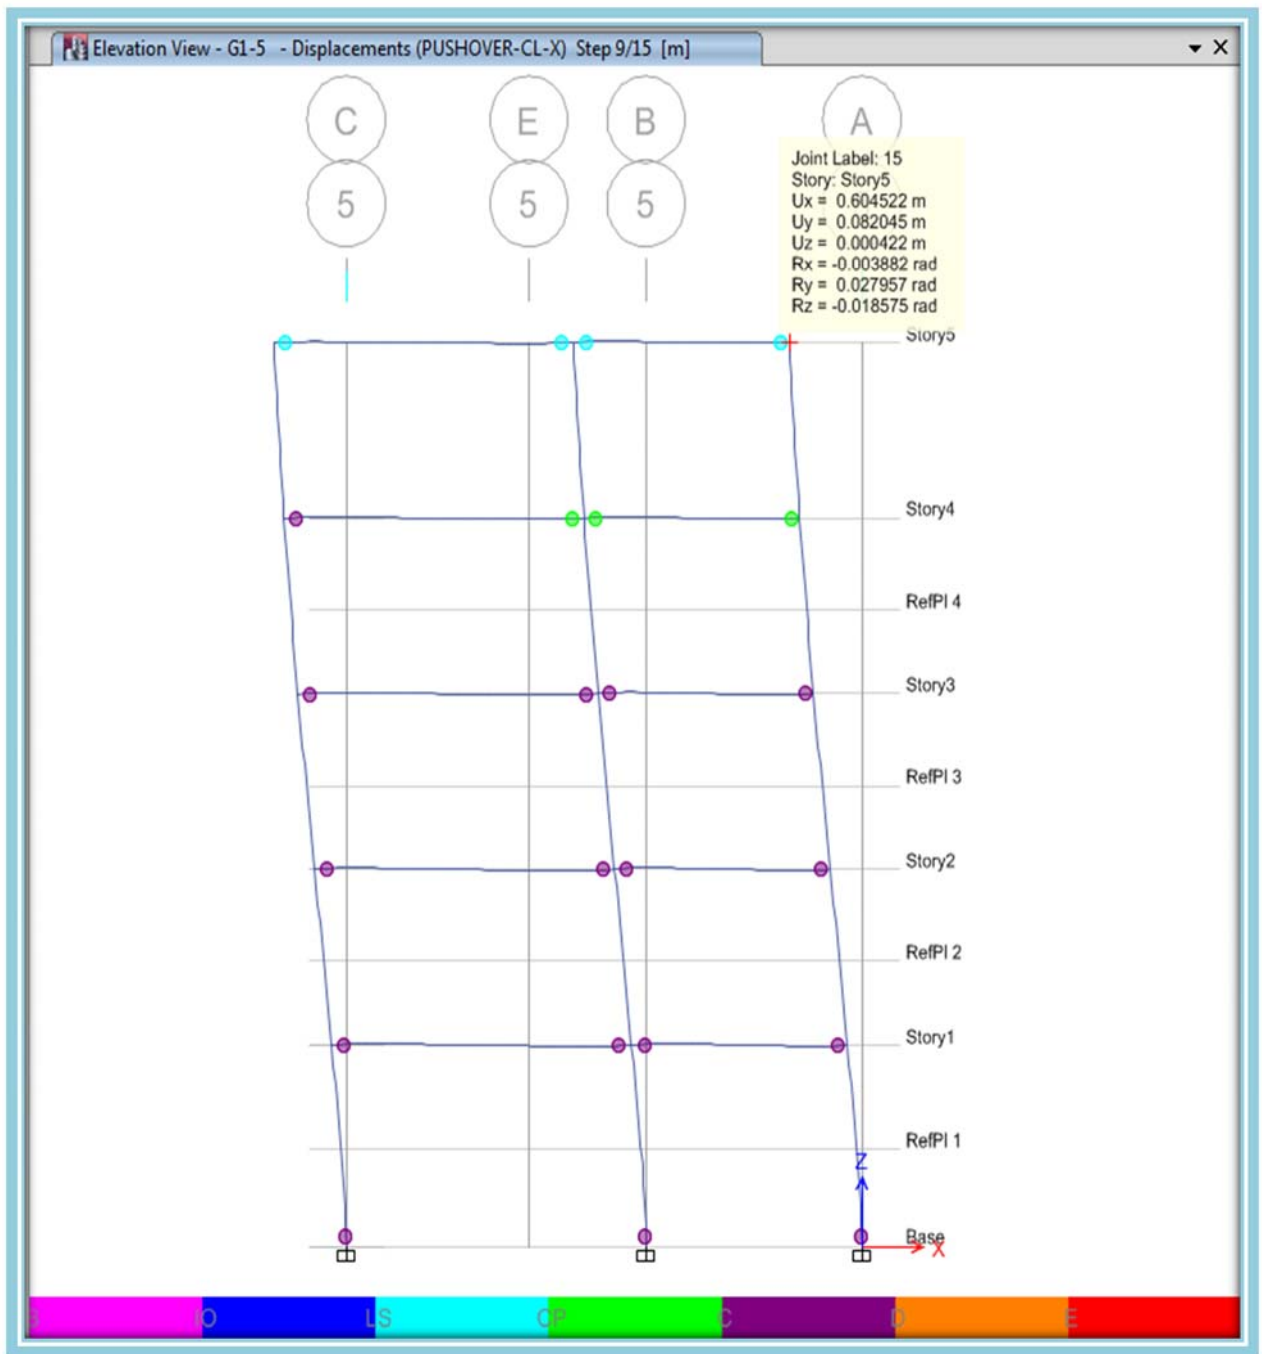 Elevation View - G1-5 - Displacements (PUSHOVER-CL-X) Step 9/15 [m]
C E B A
5 5 5
Joint Label: 15
Story: Story5
Ux = 0.604522 m
Uy = 0.082045 m
Uz = 0.000422 m
Rx = -0.003882 rad
Ry = 0.027957 rad
Rz = -0.018575 rad
Story5
Story4
RefPl 4
Story3
RefPl 3
Story2
RefPl 2
Story1
RefPl 1
Z
Base
X
B IO LS CP C D E